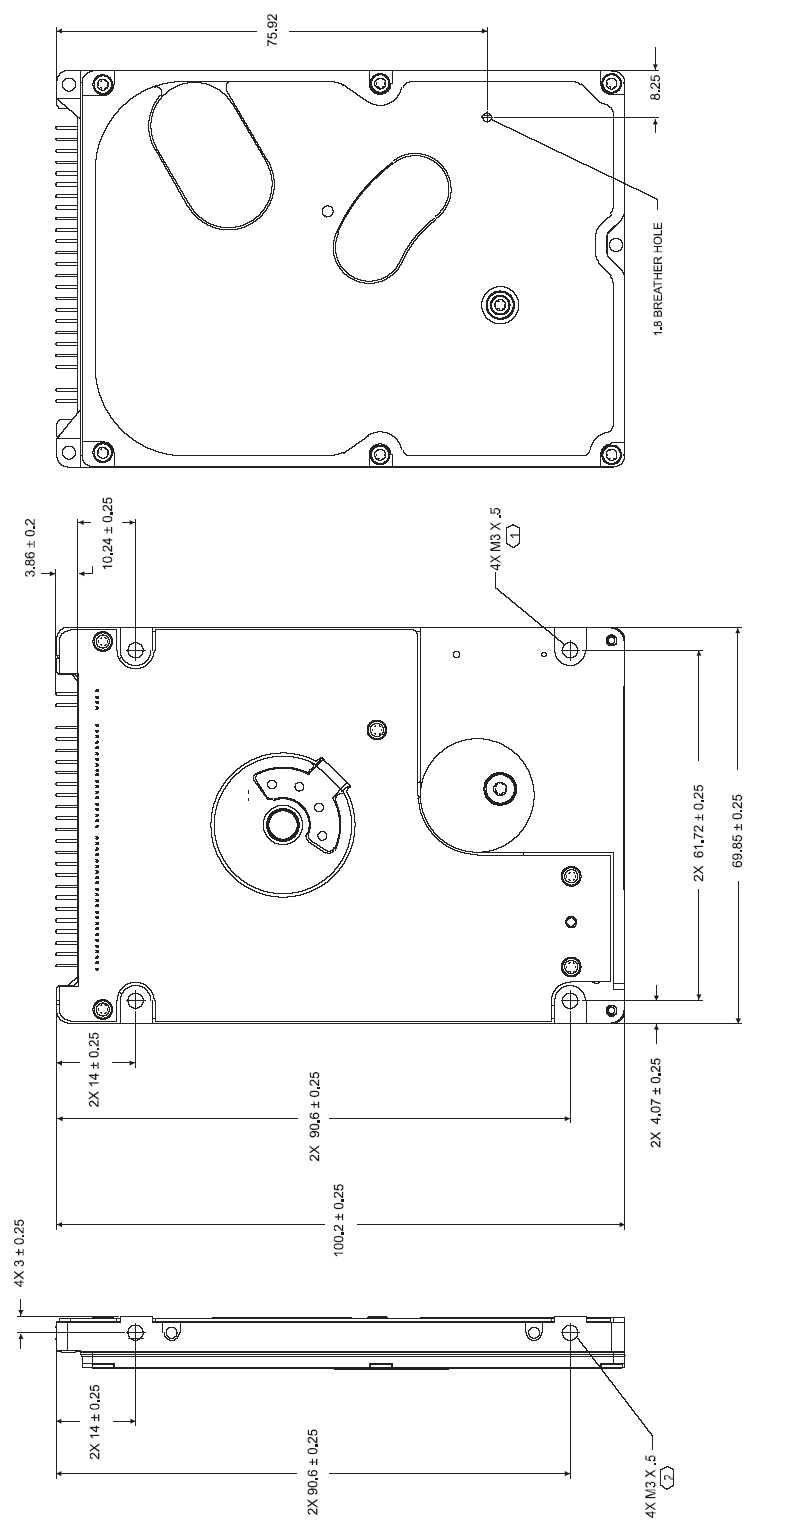 75.92
8.25
1.8 BREATHER HOLE
3.86 ± 0.2
10.24 ± 0.25
4X M3 X .5
1
2X 61.72 ± 0.25
69.85 ± 0.25
2X 14 ± 0.25
2X 90.6 ± 0.25
2X 4.07 ± 0.25
100.2 ± 0.25
4X 3 ± 0.25
2X 14 ± 0.25
2X 90.6 ± 0.25
4X M3 X .5
2